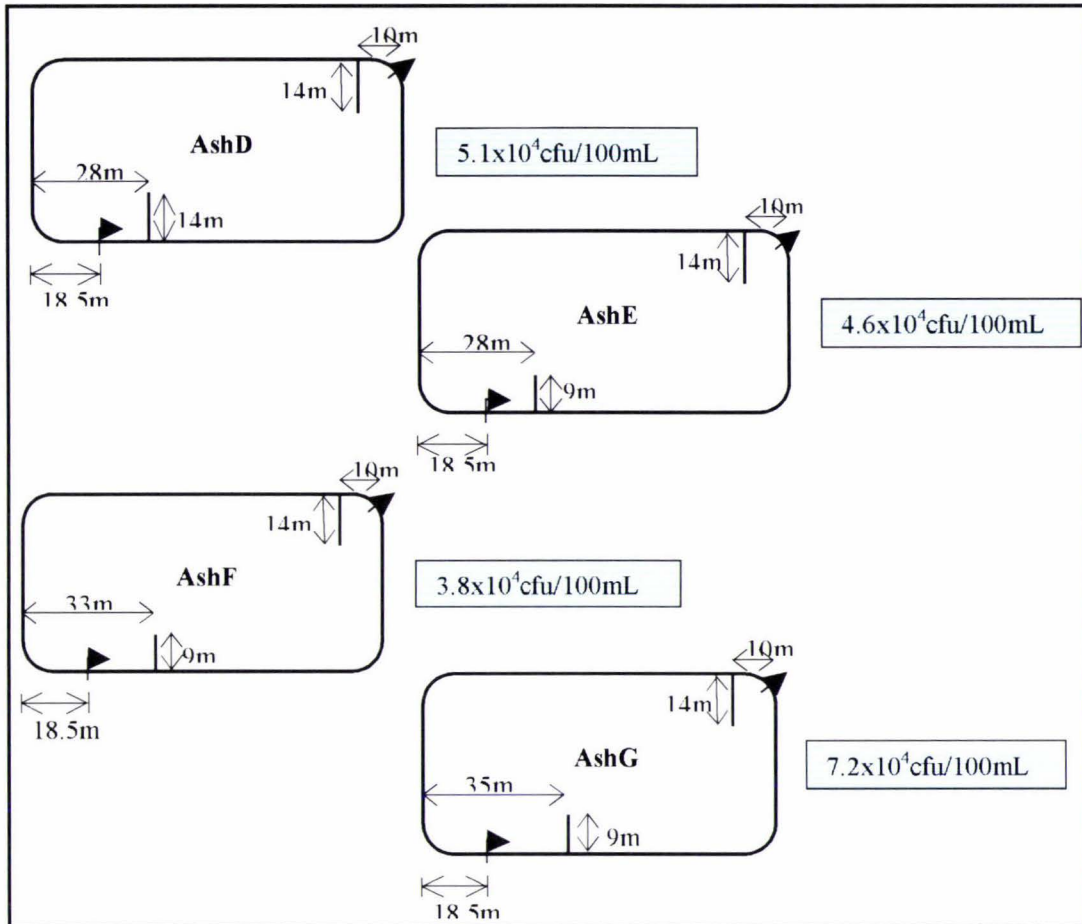 10m
14m
AshD
5.1x10⁴cfu/100mL
28m
14m
18.5m
10m
14m
AshE
4.6x10⁴cfu/100mL
28m
9m
18.5m
10m
14m
AshF
3.8x10⁴cfu/100mL
33m
9m
18.5m
10m
14m
AshG
7.2x10⁴cfu/100mL
35m
9m
18.5m